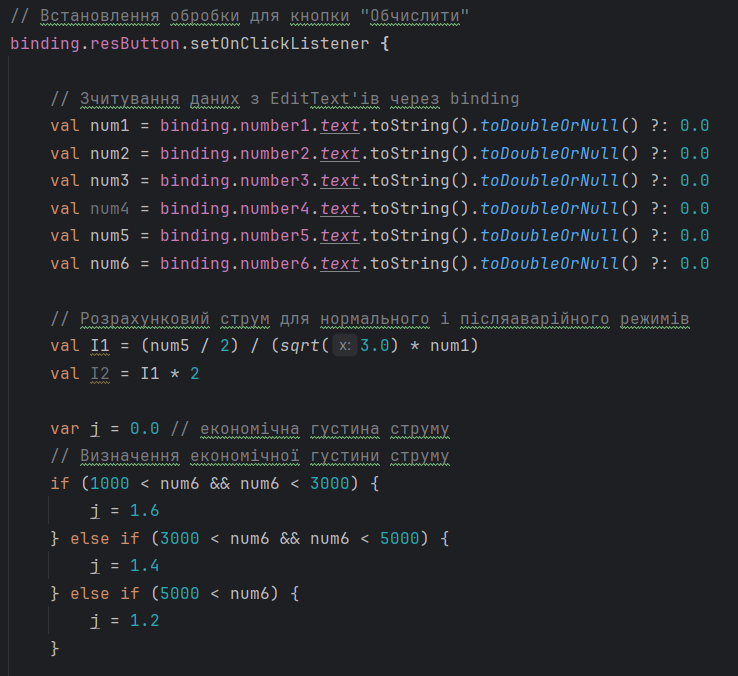 // Встановлення обробки для кнопки "Обчислити"
binding.resButton.setOnClickListener {
// Зчитування даних з EditText'ів через binding
val num1 = binding.number1.text.toString().toDoubleOrNull() ?: 0.0
val num2 = binding.number2.text.toString().toDoubleOrNull() ?: 0.0
val num3 = binding.number3.text.toString().toDoubleOrNull() ?: 0.0
val num4 = binding.number4.text.toString().toDoubleOrNull() ?: 0.0
val num5 = binding.number5.text.toString().toDoubleOrNull() ?: 0.0
val num6 = binding.number6.text.toString().toDoubleOrNull() ?: 0.0
// Розрахунковий струм для нормального і післяаварійного режимів
val I1 = (num5 / 2) / (sqrt( x: 3.0) * num1)
val I2 = I1 * 2
var j = 0.0 // економічна густина струму
// Визначення економічної густини струму
if (1000 < num6 && num6 < 3000) {
j = 1.6
} else if (3000 < num6 && num6 < 5000) {
j = 1.4
} else if (5000 < num6) {
j = 1.2
}